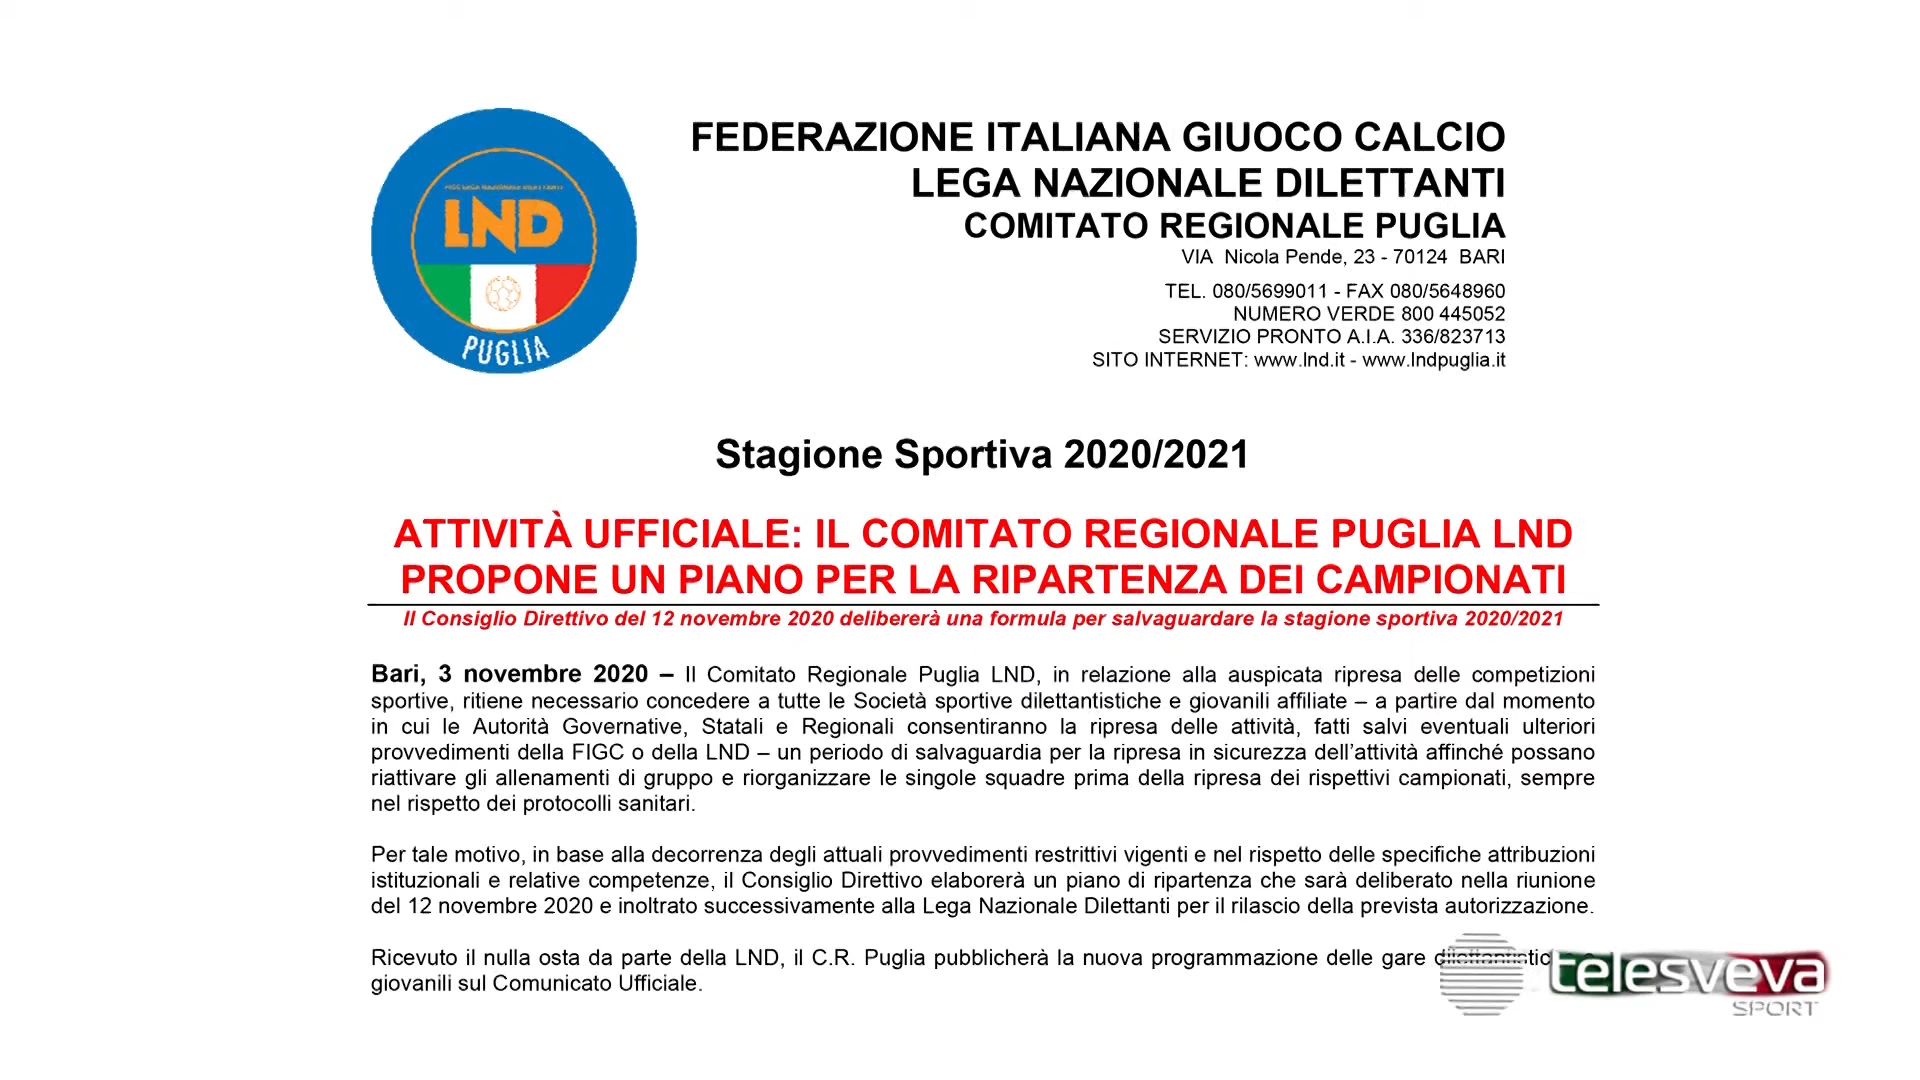 FEDERAZIONE ITALIANA GIUOCO CALCIO
LEGA NAZIONALE DILETTANTI
COMITATO REGIONALE PUGLIA
VIA Nicola Pende, 23 - 70124 BARI
TEL. 080/5699011 - FAX 080/5648960
NUMERO VERDE 800 445052
SERVIZIO PRONTO A.I.A. 336/823713
SITO INTERNET: www.lnd.it - www.lndpuglia.it
FIGC LEGA NAZIONALE DILETTANTI
LND
PUGLIA
Stagione Sportiva 2020/2021
ATTIVITÀ UFFICIALE: IL COMITATO REGIONALE PUGLIA LND
PROPONE UN PIANO PER LA RIPARTENZA DEI CAMPIONATI
Il Consiglio Direttivo del 12 novembre 2020 delibererà una formula per salvaguardare la stagione sportiva 2020/2021
Bari, 3 novembre 2020 – Il Comitato Regionale Puglia LND, in relazione alla auspicata ripresa delle competizioni
sportive, ritiene necessario concedere a tutte le Società sportive dilettantistiche e giovanili affiliate – a partire dal momento
in cui le Autorità Governative, Statali e Regionali consentiranno la ripresa delle attività, fatti salvi eventuali ulteriori
provvedimenti della FIGC o della LND – un periodo di salvaguardia per la ripresa in sicurezza dell'attività affinché possano
riattivare gli allenamenti di gruppo e riorganizzare le singole squadre prima della ripresa dei rispettivi campionati, sempre
nel rispetto dei protocolli sanitari.
Per tale motivo, in base alla decorrenza degli attuali provvedimenti restrittivi vigenti e nel rispetto delle specifiche attribuzioni
istituzionali e relative competenze, il Consiglio Direttivo elaborerà un piano di ripartenza che sarà deliberato nella riunione
del 12 novembre 2020 e inoltrato successivamente alla Lega Nazionale Dilettanti per il rilascio della prevista autorizzazione.
Ricevuto il nulla osta da parte della LND, il C.R. Puglia pubblicherà la nuova programmazione delle gare
giovanili sul Comunicato Ufficiale.
telesveva
SPORT